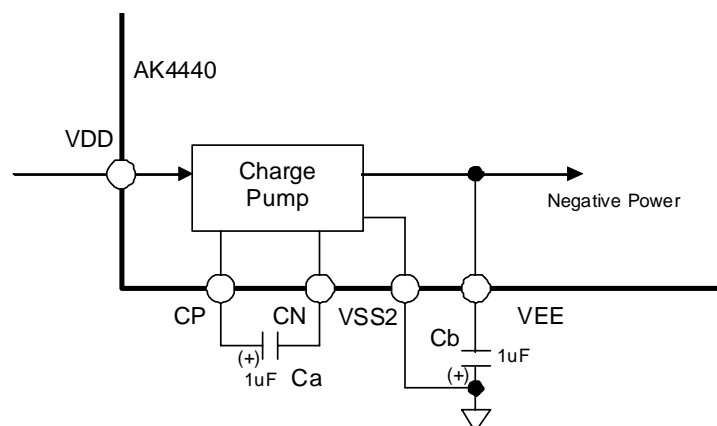 AK4440
VDD
Charge
Pump
Negative Power
CP
CN
VSS2
VEE
Cb
1uF
(+)
(+)
1uF
Ca